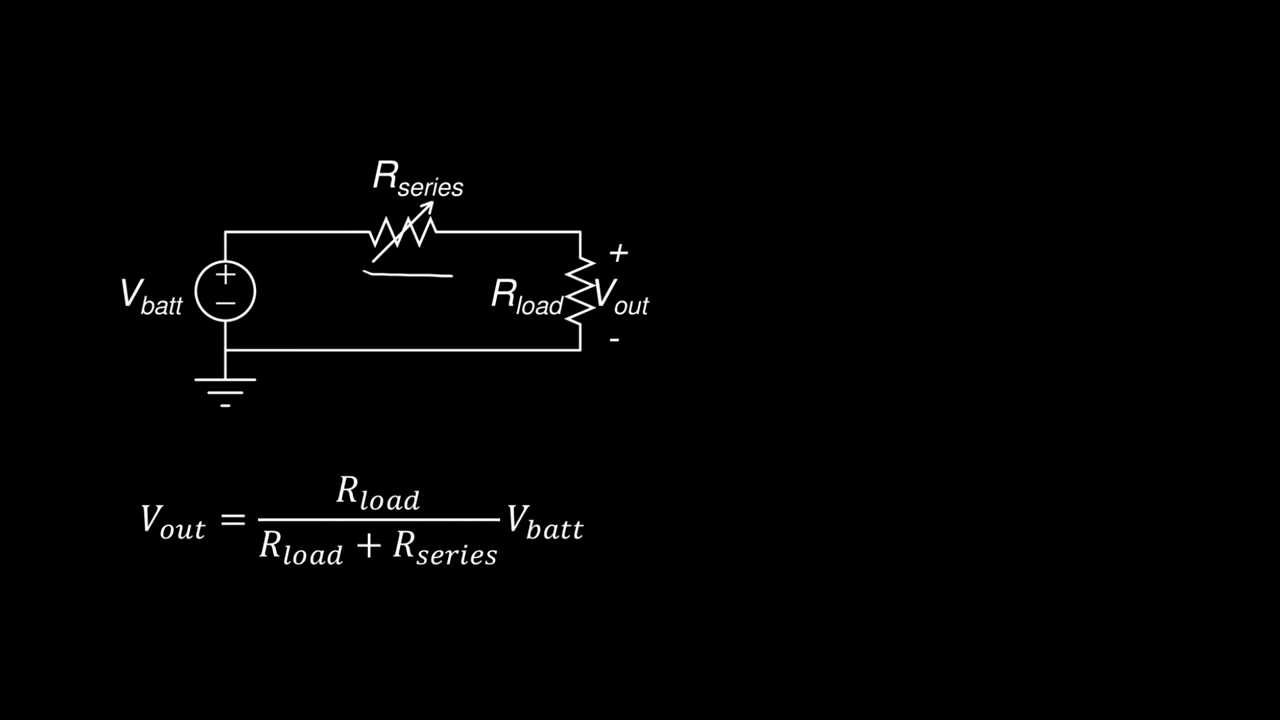 R_series
+
V_batt
+
−
R_load
V_out
-
V_out = R_load / (R_load + R_series) V_batt